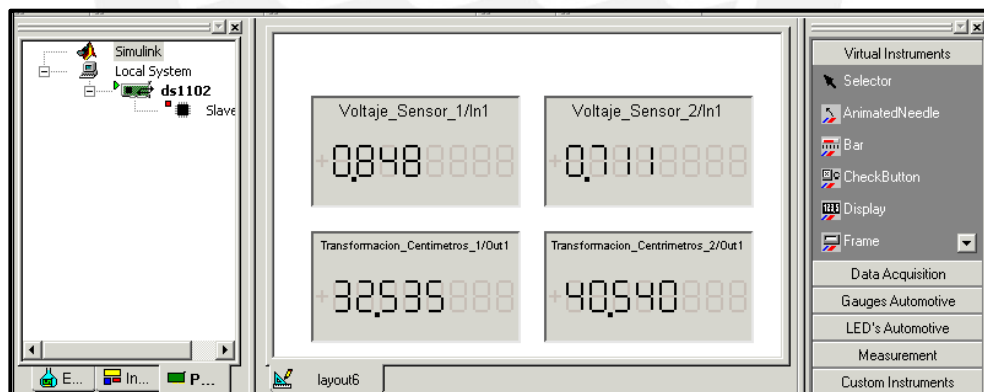 Simulink
Local System
ds1102
Slave
E...
In...
P...
Voltaje_Sensor_1/In1
+0.848
Voltaje_Sensor_2/In1
+0.711
Transformacion_Centimetros_1/Out1
+32.535
Transformacion_Centrimetros_2/Out1
+40.540
layout6
Virtual Instruments
Selector
AnimatedNeedle
Bar
CheckButton
Display
Frame
Data Acquisition
Gauges Automotive
LED's Automotive
Measurement
Custom Instruments